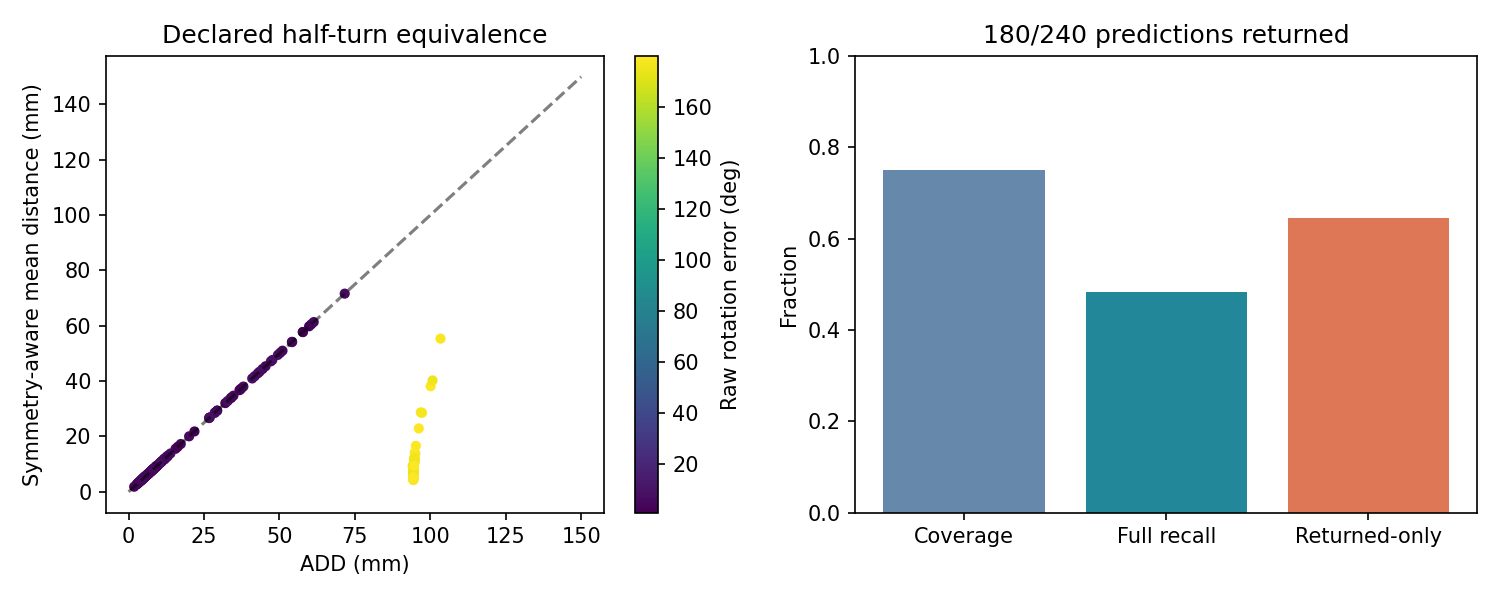 Declared half-turn equivalence
Symmetry-aware mean distance (mm)
140
120
100
80
60
40
20
0
0 25 50 75 100 125 150
ADD (mm)
160
140
120
100
80
60
40
20
Raw rotation error (deg)
180/240 predictions returned
Fraction
1.0
0.8
0.6
0.4
0.2
0.0
Coverage Full recall Returned-only